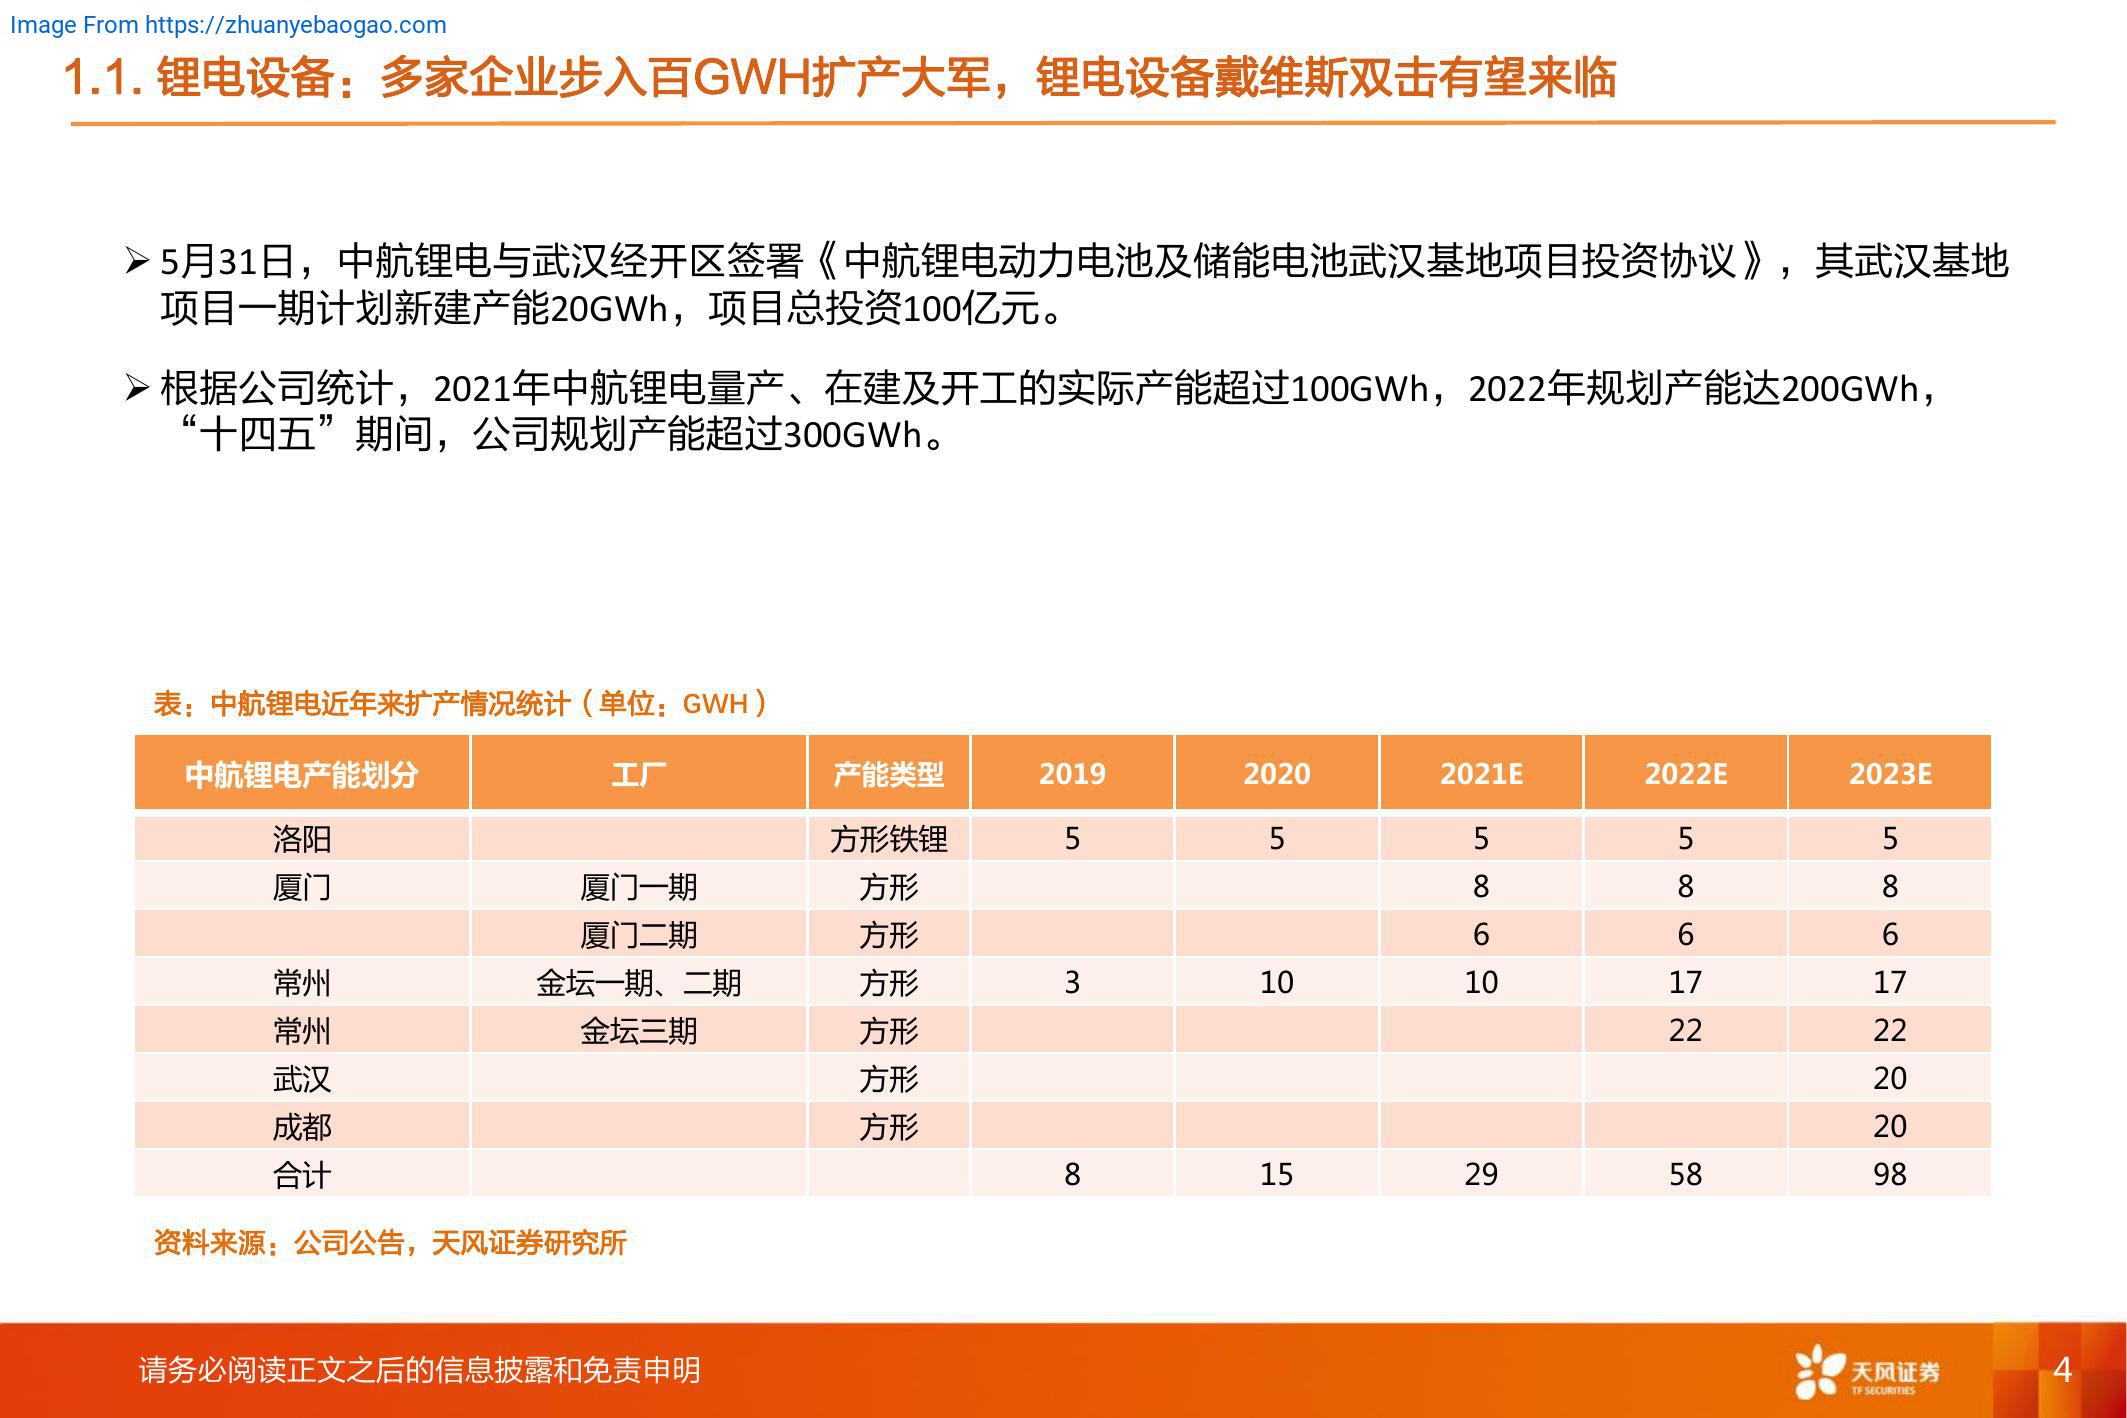 Image From https://zhuanyebaogao.com
1.1. 锂电设备：多家企业步入百GWH扩产大军，锂电设备戴维斯双击有望来临
➢ 5月31日，中航锂电与武汉经开区签署《中航锂电动力电池及储能电池武汉基地项目投资协议》，其武汉基地
项目一期计划新建产能20GWh，项目总投资100亿元。
➢ 根据公司统计，2021年中航锂电量产、在建及开工的实际产能超过100GWh，2022年规划产能达200GWh，
“十四五”期间，公司规划产能超过300GWh。
表：中航锂电近年来扩产情况统计（单位：GWH）
中航锂电产能划分 工厂 产能类型 2019 2020 2021E 2022E 2023E
洛阳 方形铁锂 5 5 5 5 5
厦门 厦门一期 方形 8 8 8
厦门二期 方形 6 6 6
常州 金坛一期、二期 方形 3 10 10 17 17
常州 金坛三期 方形 22 22
武汉 方形 20
成都 方形 20
合计 8 15 29 58 98
资料来源：公司公告，天风证券研究所
请务必阅读正文之后的信息披露和免责申明
天风证券
TF SECURITIES
4